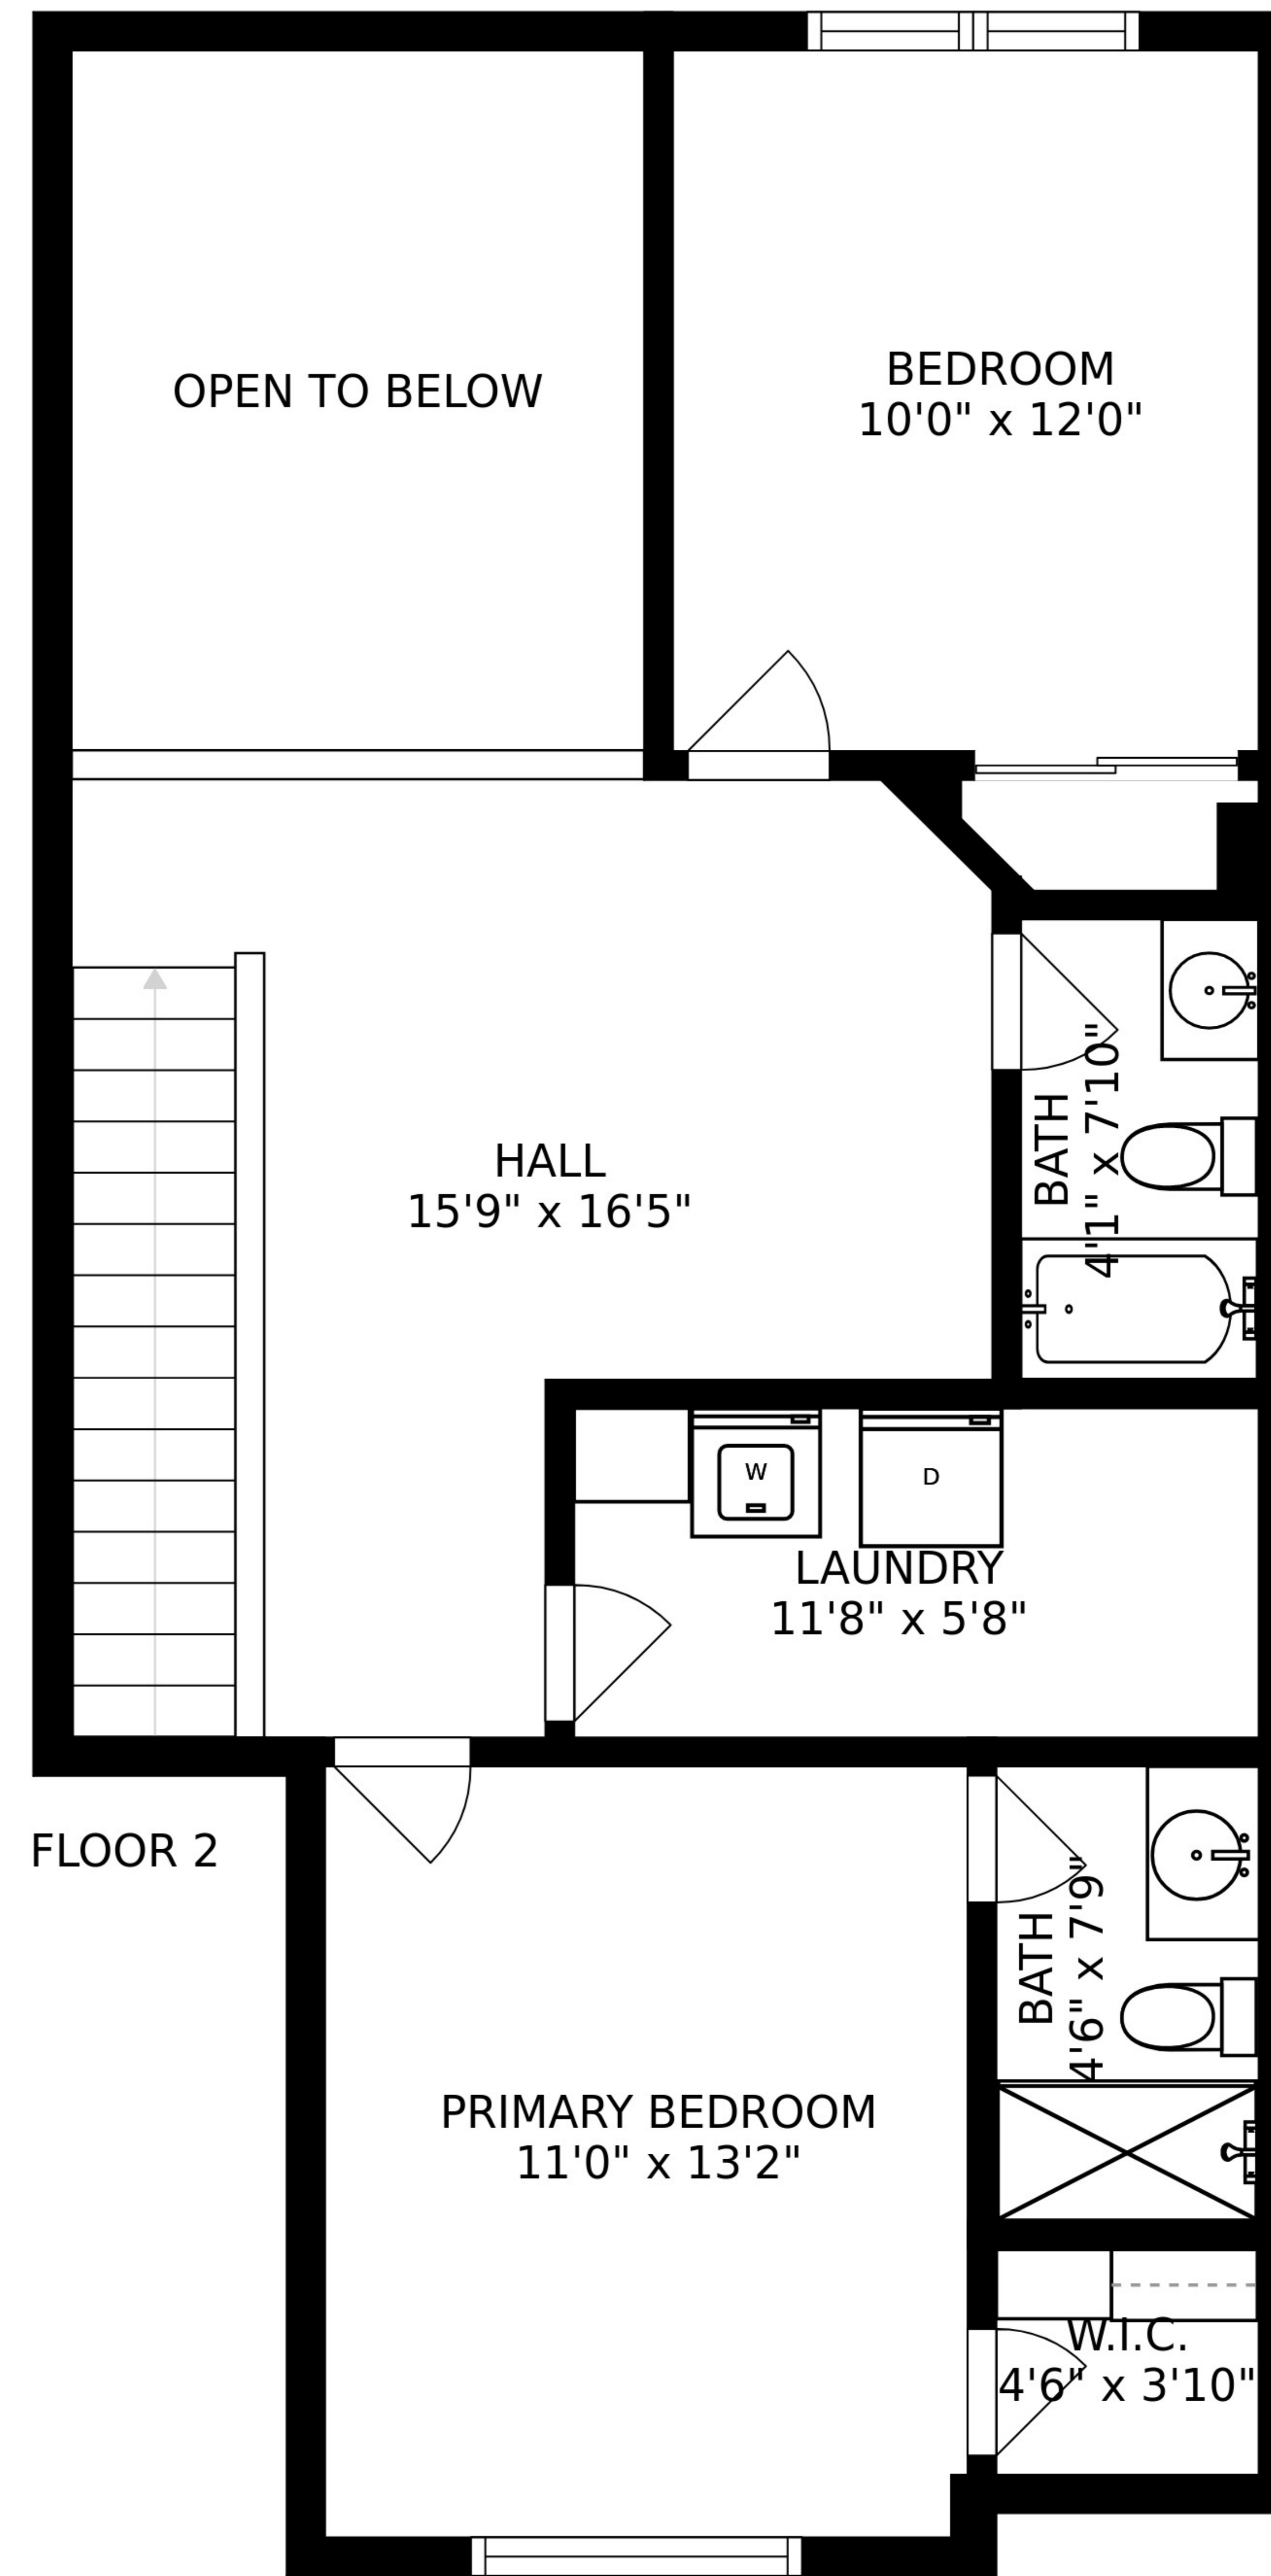 OPEN TO BELOW
BEDROOM
10'0" x 12'0"
HALL
15'9" x 16'5"
BATH
4'1" x 7'10"
W
D
LAUNDRY
11'8" x 5'8"
FLOOR 2
BATH
4'6" x 7'9"
PRIMARY BEDROOM
11'0" x 13'2"
W.I.C.
4'6" x 3'10"